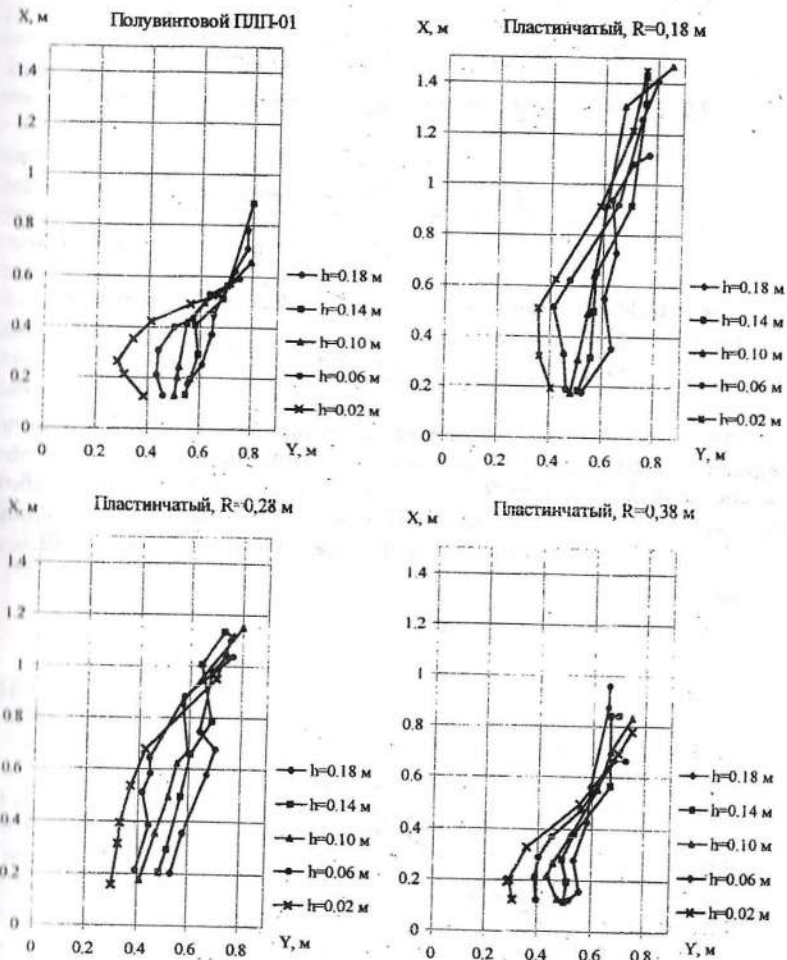 X, м
Полувинтовой ПЛП-01
1.4
1.2
1
0.8
0.6
0.4
0.2
0
0 0.2 0.4 0.6 0.8 Y, м
h=0.18 м
h=0.14 м
h=0.10 м
h=0.06 м
h=0.02 м
X, м
Пластинчатый, R=0,18 м
1.4
1.2
1
0.8
0.6
0.4
0.2
0
0 0.2 0.4 0.6 0.8 Y, м
h=0.18 м
h=0.14 м
h=0.10 м
h=0.06 м
h=0.02 м
X, м
Пластинчатый, R=0,28 м
1.4
1.2
1
0.8
0.6
0.4
0.2
0
0 0.2 0.4 0.6 0.8 Y, м
h=0.18 м
h=0.14 м
h=0.10 м
h=0.06 м
h=0.02 м
X, м
Пластинчатый, R=0,38 м
1.4
1.2
1
0.8
0.6
0.4
0.2
0
0 0.2 0.4 0.6 0.8 Y, м
h=0.18 м
h=0.14 м
h=0.10 м
h=0.06 м
h=0.02 м